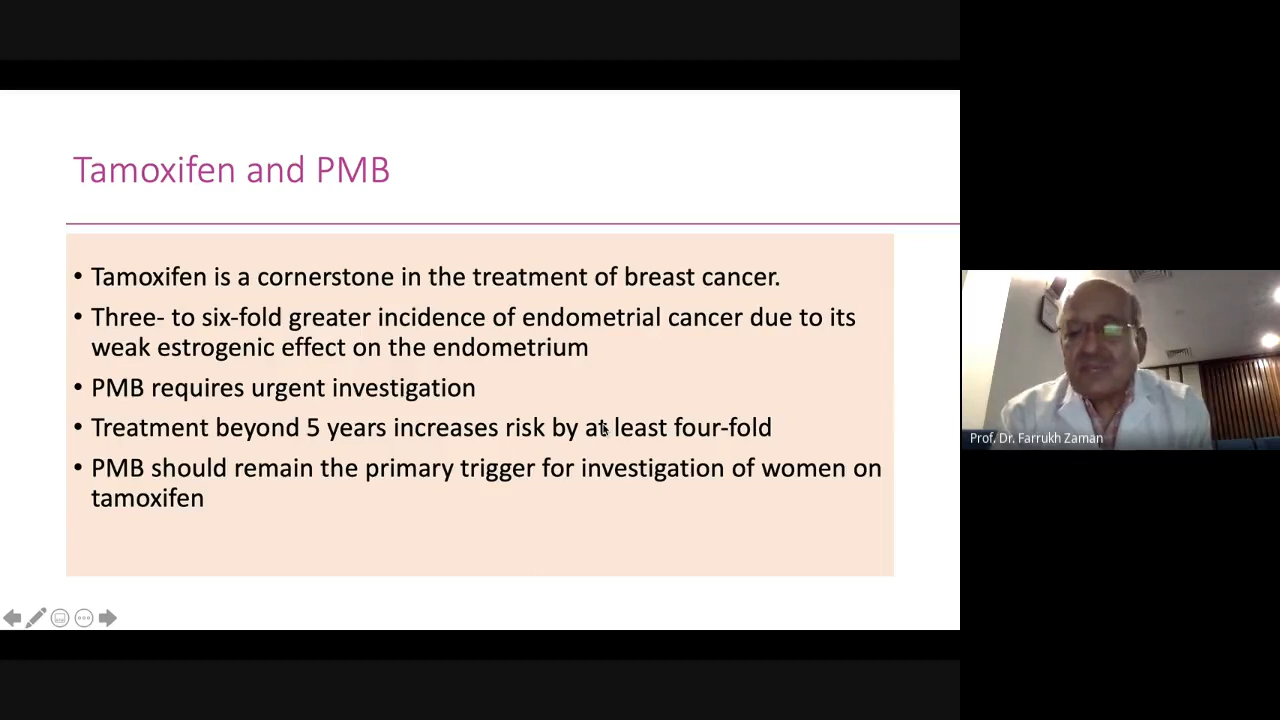 Tamoxifen and PMB
• Tamoxifen is a cornerstone in the treatment of breast cancer.
• Three- to six-fold greater incidence of endometrial cancer due to its
weak estrogenic effect on the endometrium
• PMB requires urgent investigation
• Treatment beyond 5 years increases risk by at least four-fold
• PMB should remain the primary trigger for investigation of women on
tamoxifen
Prof. Dr. Farrukh Zaman